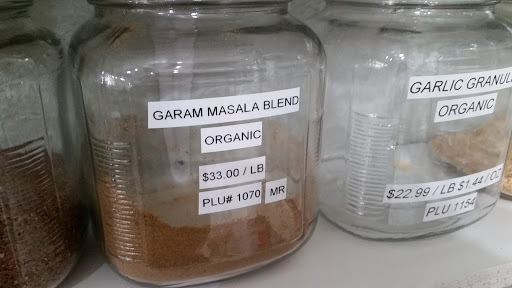 GARAM MASALA BLEND
ORGANIC
$33.00 / LB
PLU# 1070 MR
GARLIC GRANUL
ORGANIC
$22.99 / LB $1.44 / OZ
PLU 1154